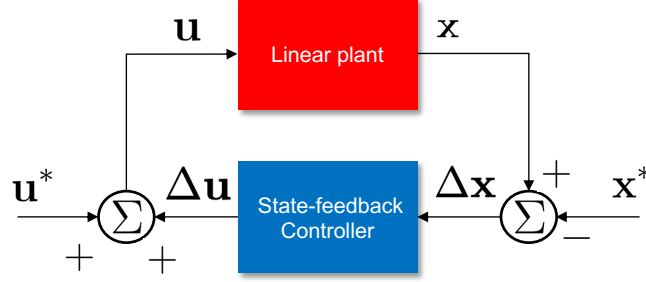 u
Linear plant
x
u*
Δu
State-feedback
Controller
Δx
+
x*
Σ
Σ
+
+
−